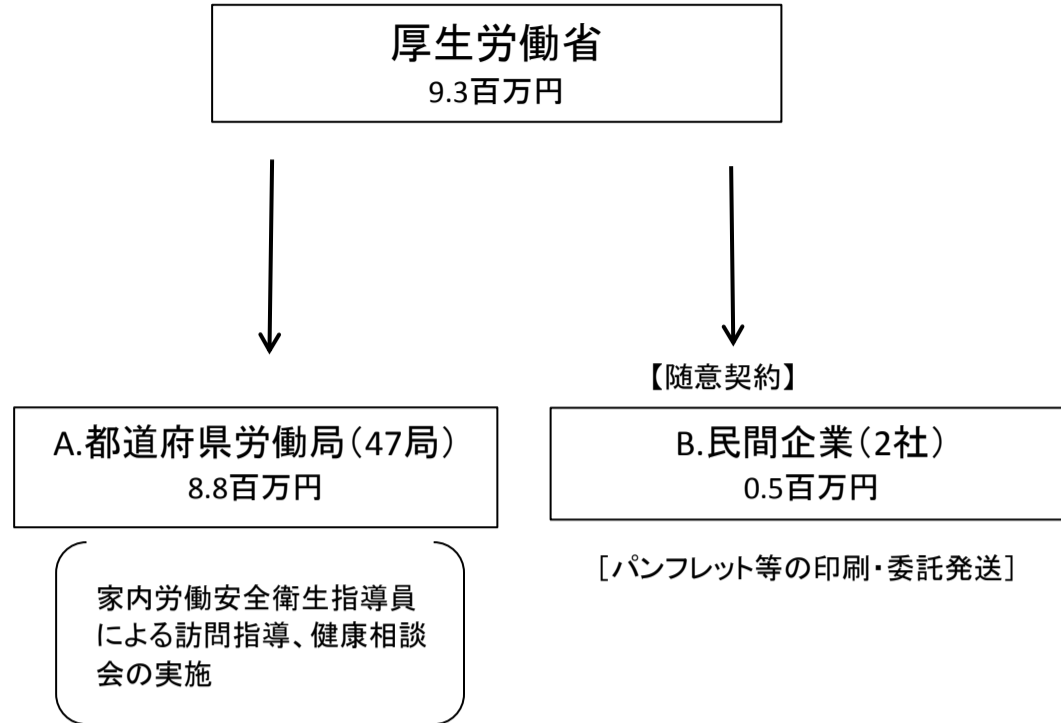 厚生労働省
9.3百万円
【随意契約】
A.都道府県労働局（47局）
8.8百万円
B.民間企業（2社）
0.5百万円
家内労働安全衛生指導員
による訪問指導、健康相談
会の実施
［パンフレット等の印刷・委託発送］